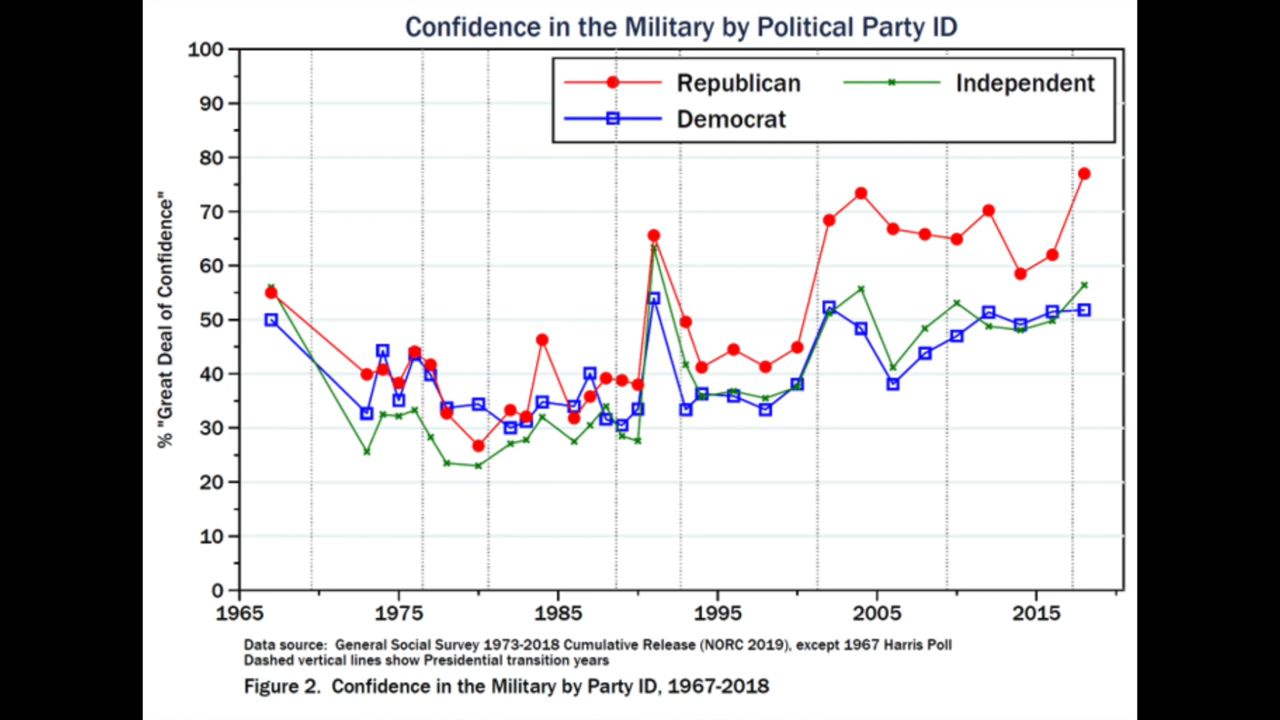 Confidence in the Military by Political Party ID
100
90
80
70
60
50
40
30
20
10
0
% "Great Deal of Confidence"
Republican
Independent
Democrat
1965
1975
1985
1995
2005
2015
Data source: General Social Survey 1973-2018 Cumulative Release (NORC 2019), except 1967 Harris Poll
Dashed vertical lines show Presidential transition years
Figure 2. Confidence in the Military by Party ID, 1967-2018